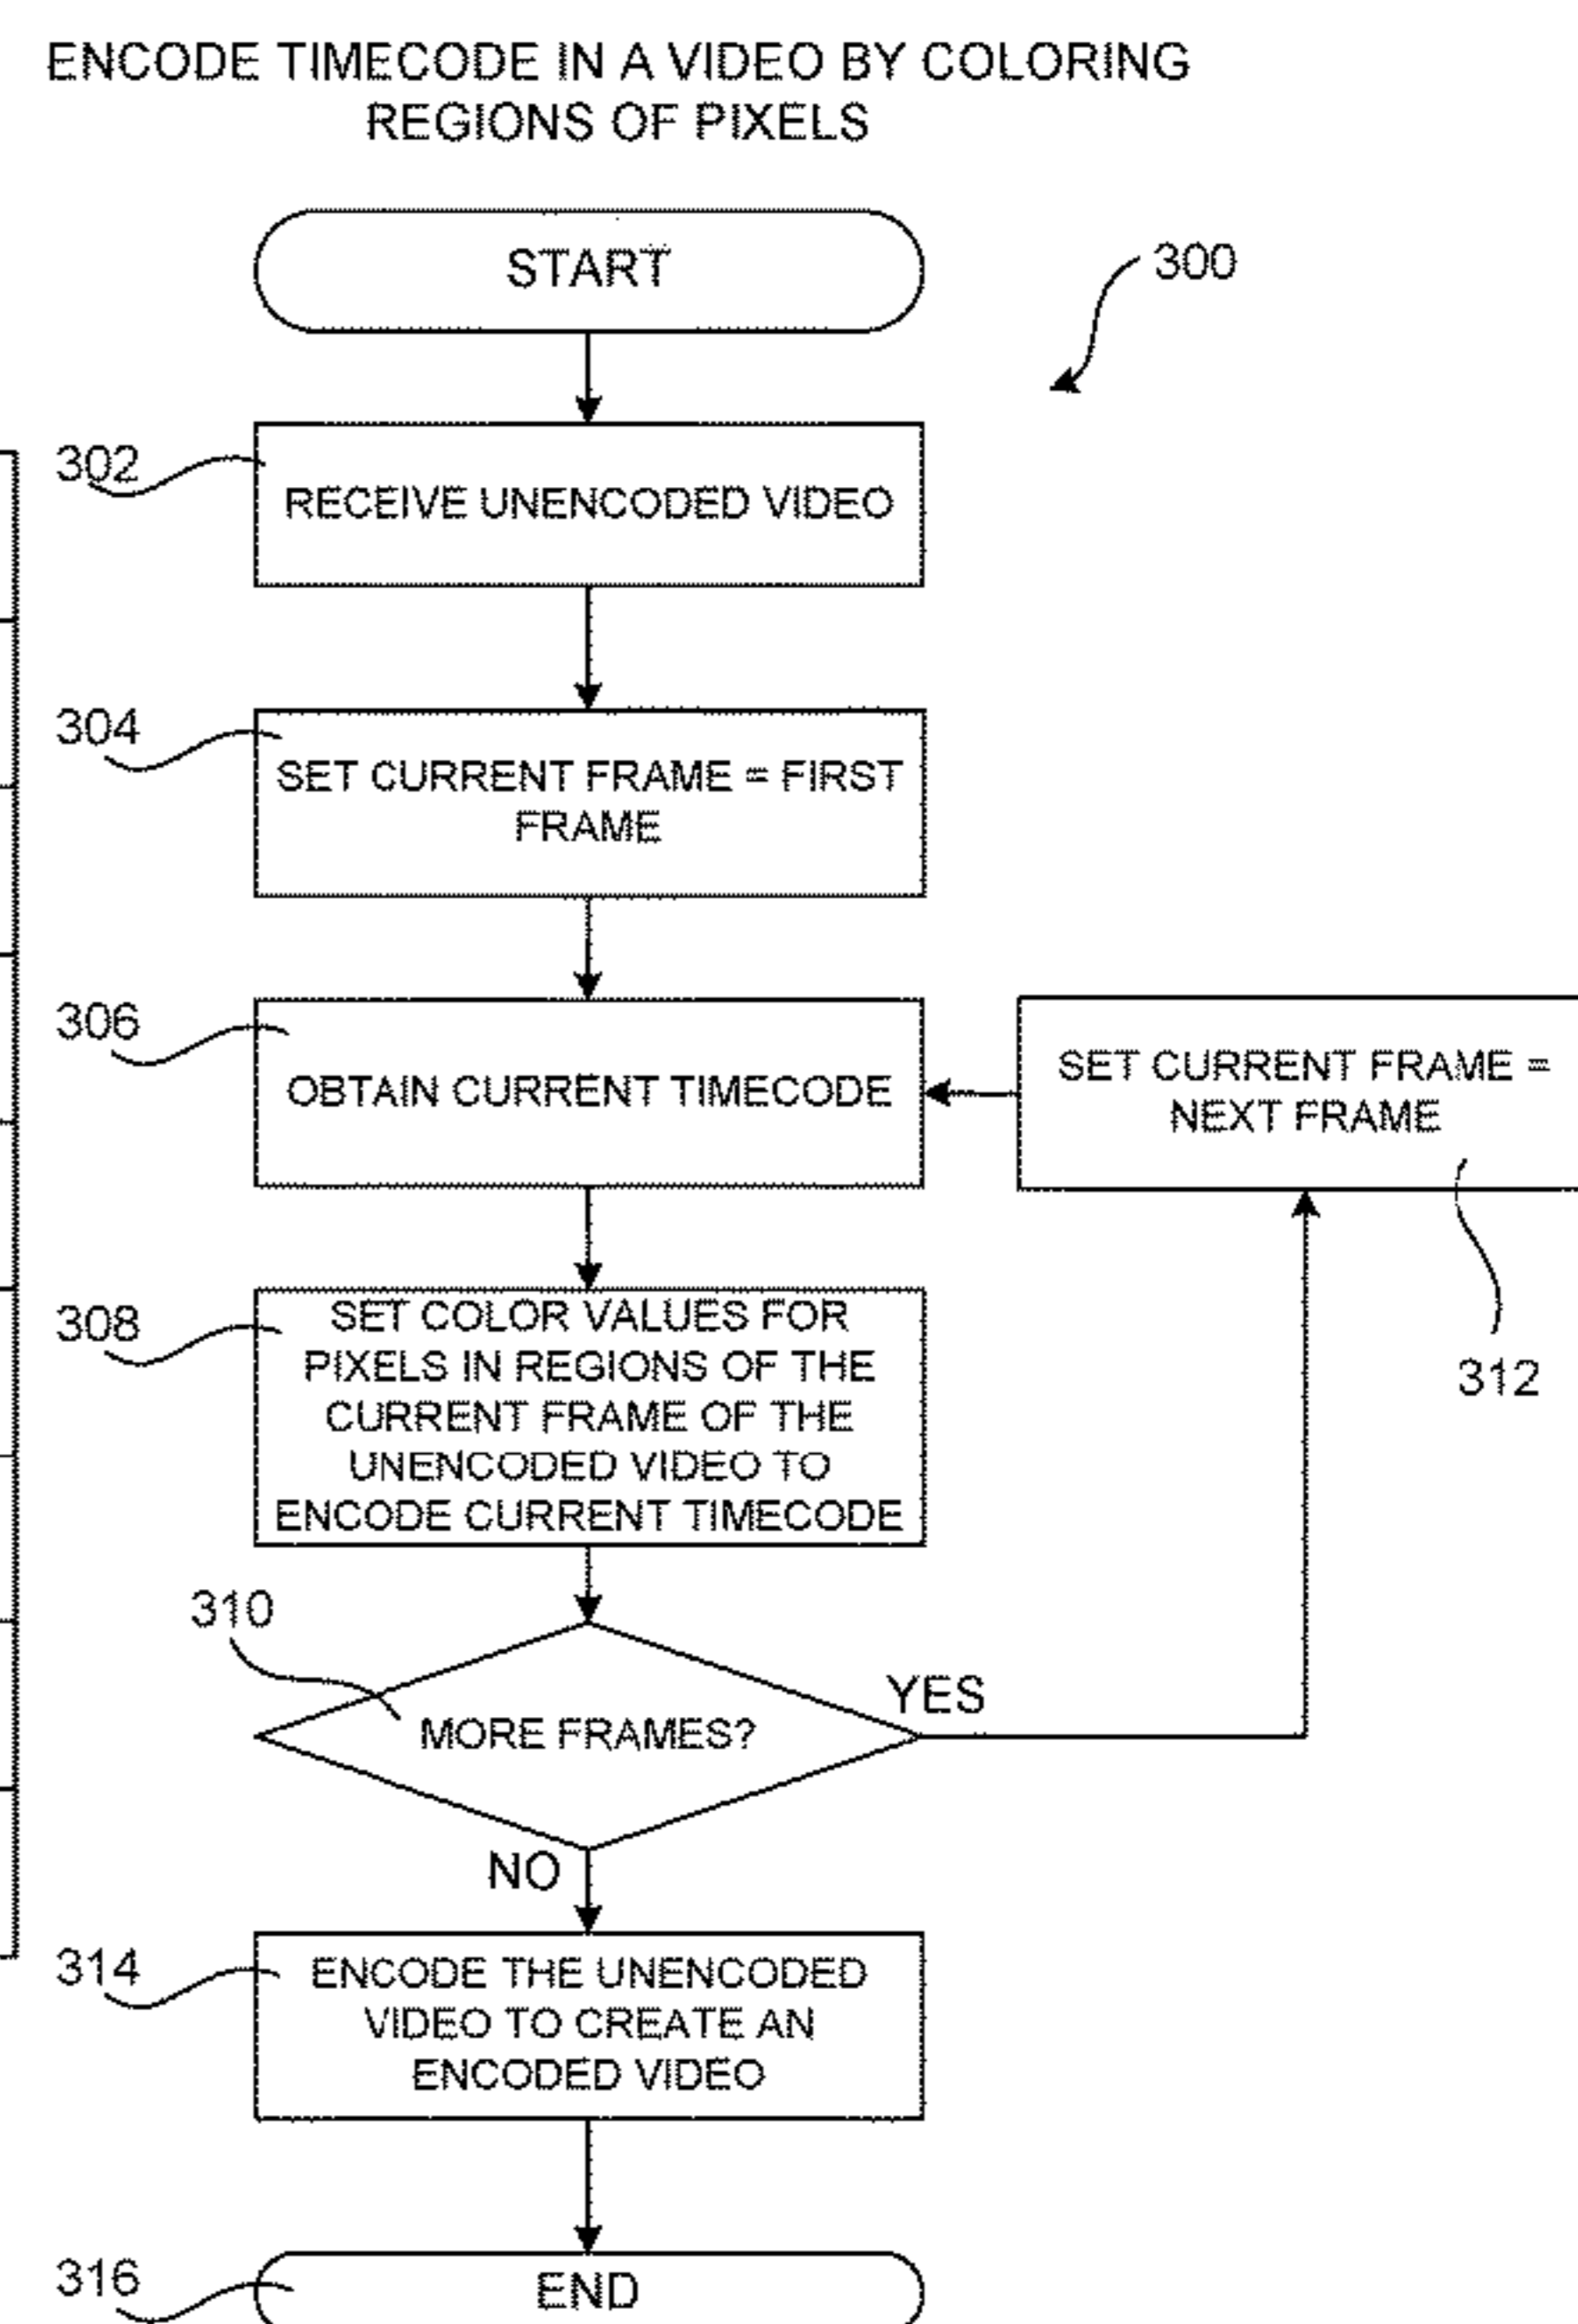 ENCODE TIMECODE IN A VIDEO BY COLORING
REGIONS OF PIXELS
START
300
302
RECEIVE UNENCODED VIDEO
304
SET CURRENT FRAME = FIRST
FRAME
306
OBTAIN CURRENT TIMECODE
SET CURRENT FRAME =
NEXT FRAME
312
308
SET COLOR VALUES FOR
PIXELS IN REGIONS OF THE
CURRENT FRAME OF THE
UNENCODED VIDEO TO
ENCODE CURRENT TIMECODE
310
MORE FRAMES?
YES
NO
314
ENCODE THE UNENCODED
VIDEO TO CREATE AN
ENCODED VIDEO
316
END